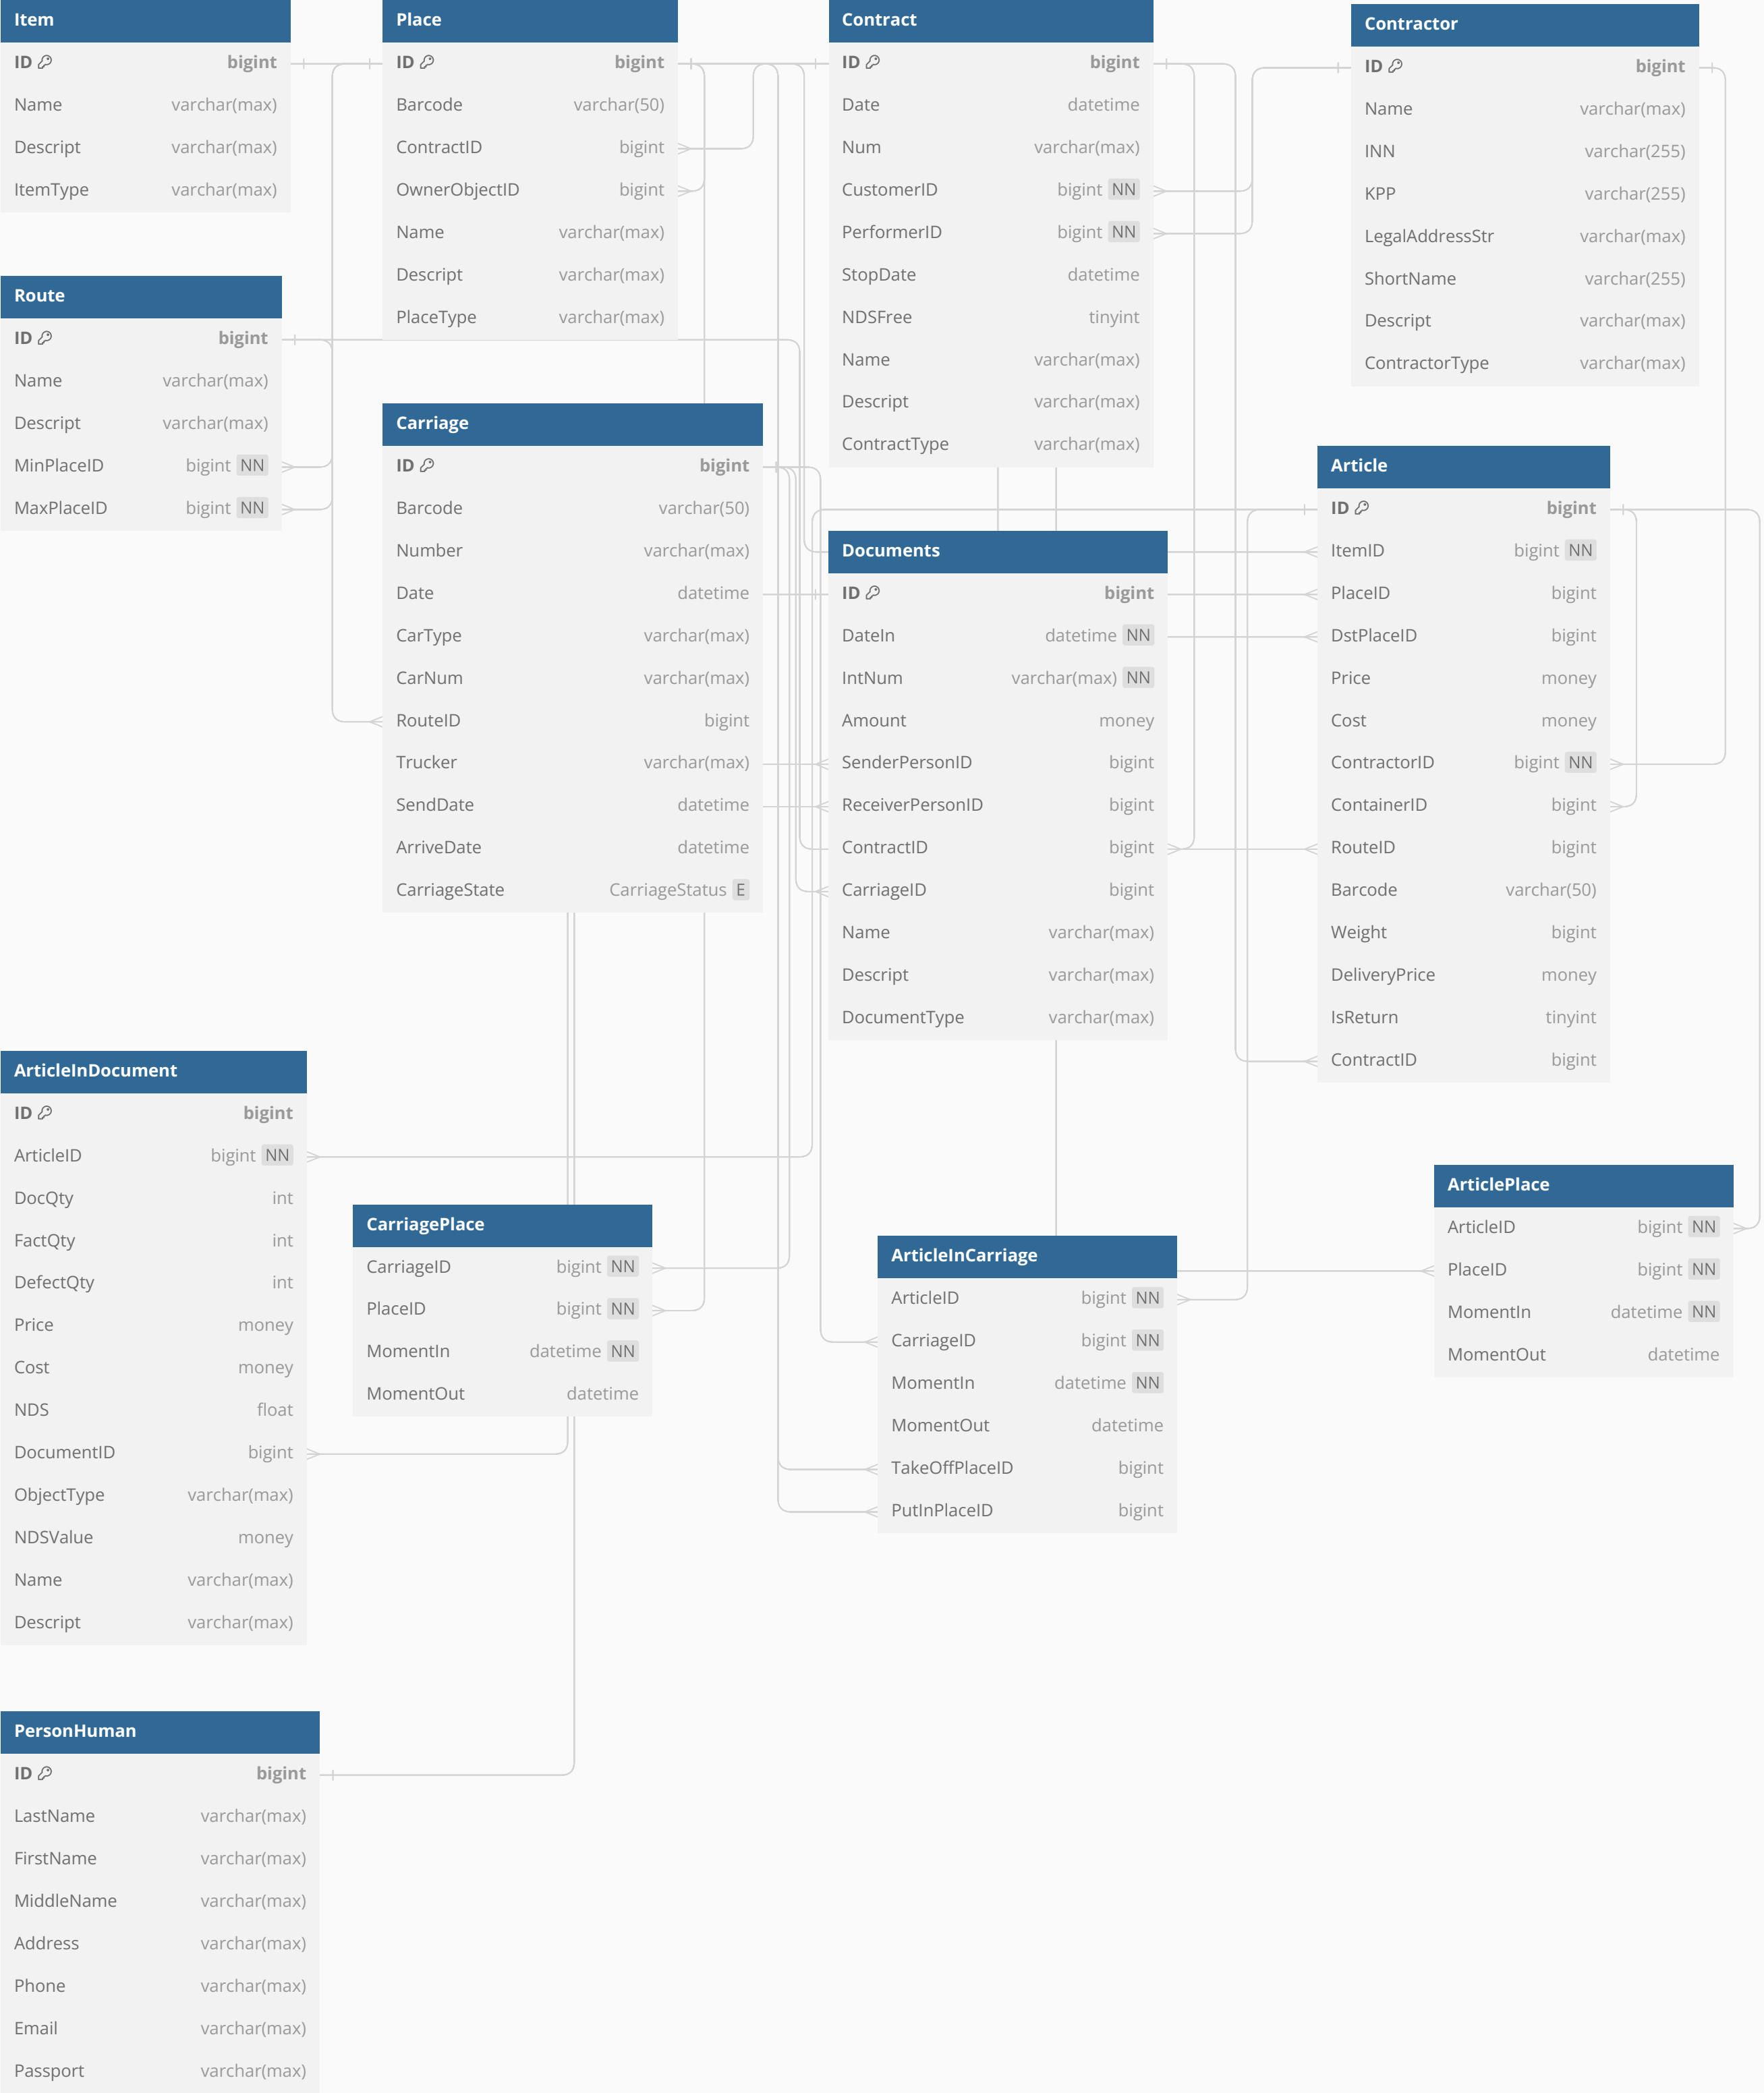 Item
ID bigint
Name varchar(max)
Descript varchar(max)
ItemType varchar(max)
Place
ID bigint
Barcode varchar(50)
ContractID bigint
OwnerObjectID bigint
Name varchar(max)
Descript varchar(max)
PlaceType varchar(max)
Contract
ID bigint
Date datetime
Num varchar(max)
CustomerID bigint NN
PerformerID bigint NN
StopDate datetime
NDSFree tinyint
Name varchar(max)
Descript varchar(max)
ContractType varchar(max)
Contractor
ID bigint
Name varchar(max)
INN varchar(255)
KPP varchar(255)
LegalAddressStr varchar(max)
ShortName varchar(255)
Descript varchar(max)
ContractorType varchar(max)
Route
ID bigint
Name varchar(max)
Descript varchar(max)
MinPlaceID bigint NN
MaxPlaceID bigint NN
Carriage
ID bigint
Barcode varchar(50)
Number varchar(max)
Date datetime
CarType varchar(max)
CarNum varchar(max)
RouteID bigint
Trucker varchar(max)
SendDate datetime
ArriveDate datetime
CarriageState CarriageStatus E
Documents
ID bigint
DateIn datetime NN
IntNum varchar(max) NN
Amount money
SenderPersonID bigint
ReceiverPersonID bigint
ContractID bigint
CarriageID bigint
Name varchar(max)
Descript varchar(max)
DocumentType varchar(max)
Article
ID bigint
ItemID bigint NN
PlaceID bigint
DstPlaceID bigint
Price money
Cost money
ContractorID bigint NN
ContainerID bigint
RouteID bigint
Barcode varchar(50)
Weight bigint
DeliveryPrice money
IsReturn tinyint
ContractID bigint
ArticleInDocument
ID bigint
ArticleID bigint NN
DocQty int
FactQty int
DefectQty int
Price money
Cost money
NDS float
DocumentID bigint
ObjectType varchar(max)
NDSValue money
Name varchar(max)
Descript varchar(max)
CarriagePlace
CarriageID bigint NN
PlaceID bigint NN
MomentIn datetime NN
MomentOut datetime
ArticleInCarriage
ArticleID bigint NN
CarriageID bigint NN
MomentIn datetime NN
MomentOut datetime
TakeOffPlaceID bigint
PutInPlaceID bigint
ArticlePlace
ArticleID bigint NN
PlaceID bigint NN
MomentIn datetime NN
MomentOut datetime
PersonHuman
ID bigint
LastName varchar(max)
FirstName varchar(max)
MiddleName varchar(max)
Address varchar(max)
Phone varchar(max)
Email varchar(max)
Passport varchar(max)